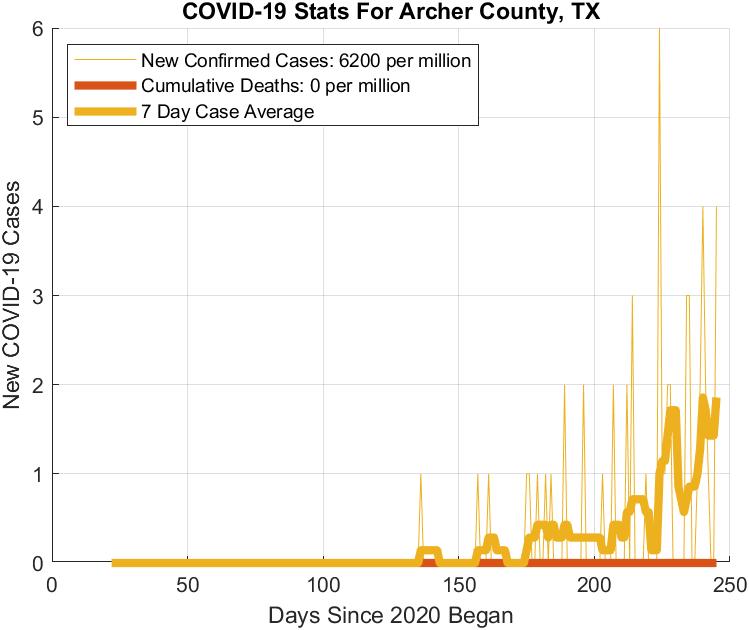 COVID-19 Stats For Archer County, TX
New Confirmed Cases: 6200 per million
Cumulative Deaths: 0 per million
7 Day Case Average
New COVID-19 Cases
6
5
4
3
2
1
0
0 50 100 150 200 250
Days Since 2020 Began